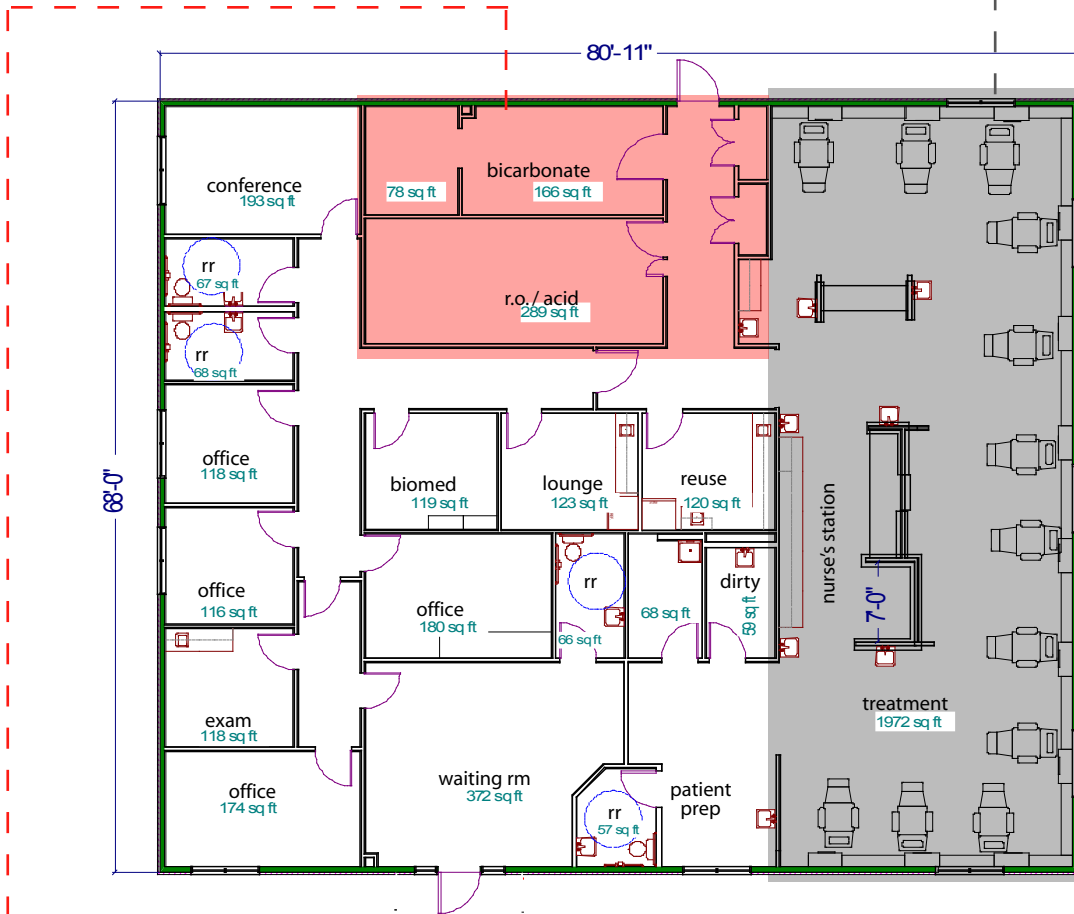 80'-11"
conference
193 sq ft
78 sq ft
bicarbonate
166 sq ft
rr
67 sq ft
r.o./ acid
289 sq ft
rr
68 sq ft
68'-0"
office
118 sq ft
biomed
119 sq ft
lounge
123 sq ft
reuse
120 sq ft
nurse's station
office
116 sq ft
office
180 sq ft
rr
66 sq ft
68 sq ft
dirty
59 sq ft
7'-0"
exam
118 sq ft
treatment
1972 sq ft
office
174 sq ft
waiting rm
372 sq ft
rr
57 sq ft
patient
prep